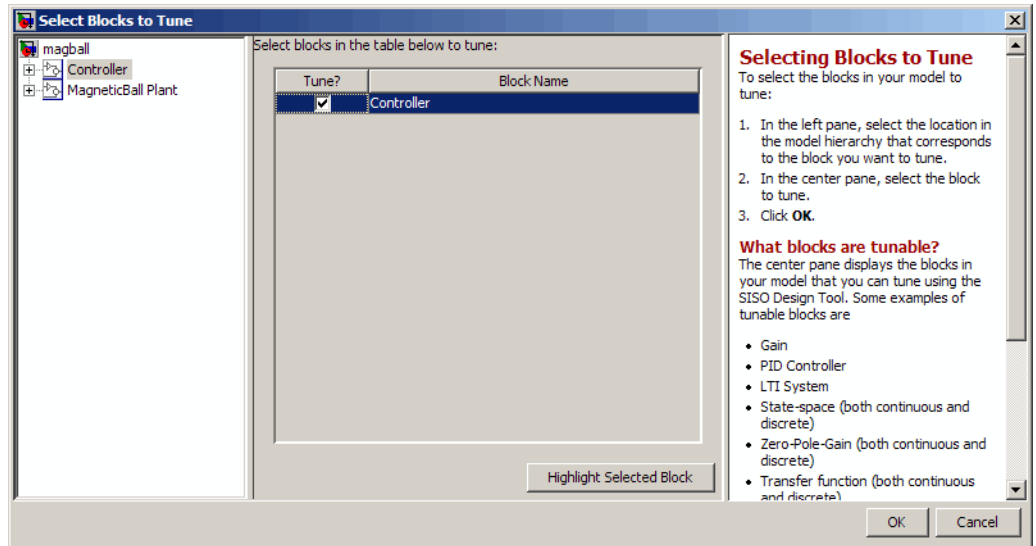 Select Blocks to Tune
magball
Controller
MagneticBall Plant
Select blocks in the table below to tune:
Tune? Block Name
Controller
Highlight Selected Block
Selecting Blocks to Tune
To select the blocks in your model to
tune:
1. In the left pane, select the location in
the model hierarchy that corresponds
to the block you want to tune.
2. In the center pane, select the block
to tune.
3. Click OK.
What blocks are tunable?
The center pane displays the blocks in
your model that you can tune using the
SISO Design Tool. Some examples of
tunable blocks are
• Gain
• PID Controller
• LTI System
• State-space (both continuous and
discrete)
• Zero-Pole-Gain (both continuous and
discrete)
• Transfer function (both continuous
and discrete)
OK Cancel